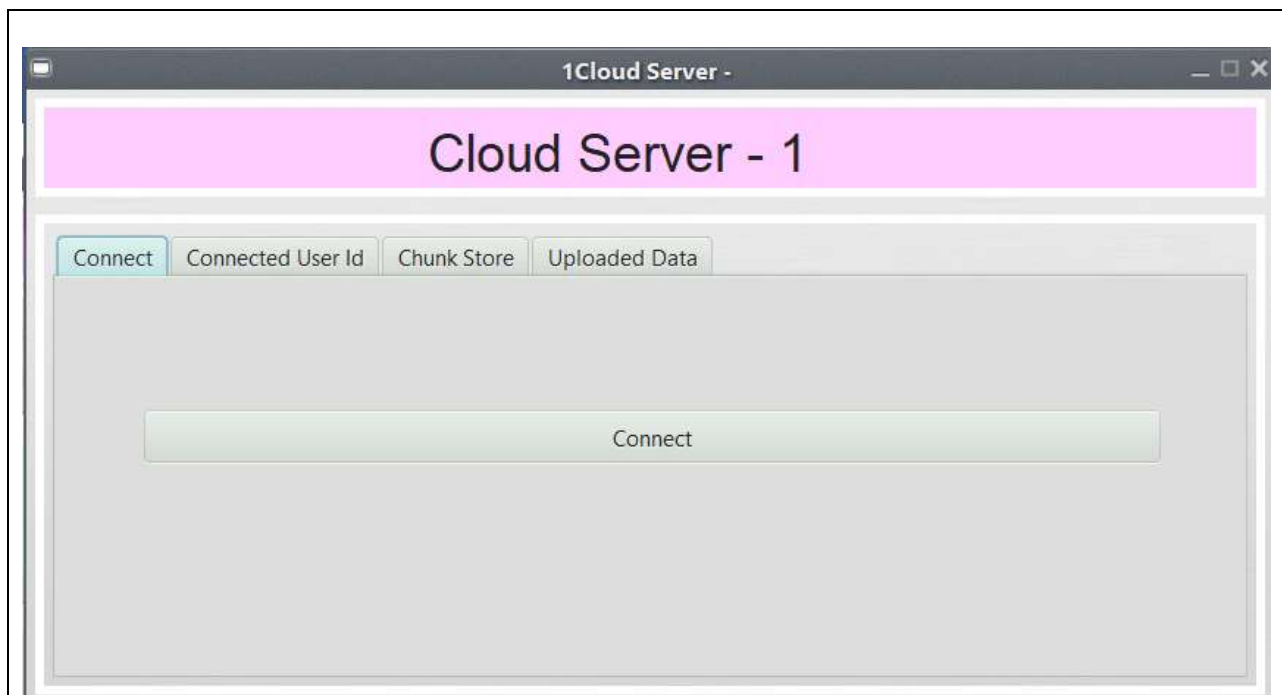 1Cloud Server -
Cloud Server - 1
Connect Connected User Id Chunk Store Uploaded Data
Connect